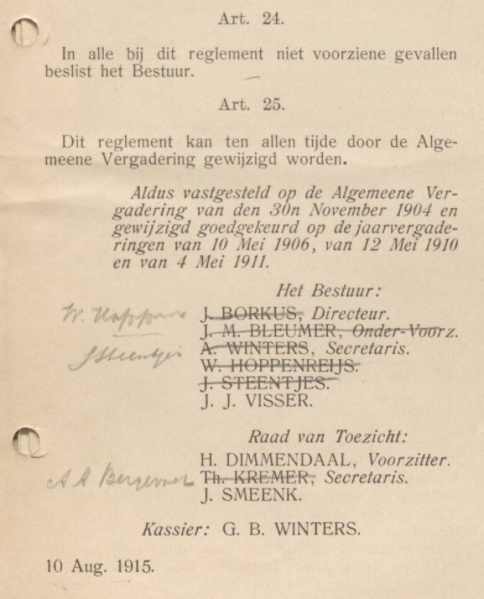 Art. 24.
In alle bij dit reglement niet voorziene gevallen
beslist het Bestuur.
Art. 25.
Dit reglement kan ten allen tijde door de Alge-
meene Vergadering gewijzigd worden.
Aldus vastgesteld op de Algemeene Ver-
gadering van den 30n November 1904 en
gewijzigd goedgekeurd op de jaarvergade-
ringen van 10 Mei 1906, van 12 Mei 1910
en van 4 Mei 1911.
Het Bestuur:
W. J. BORKUS, Directeur.
J. M. BLEUMER, Onder-Voorz.
J Steentjes A. WINTERS, Secretaris.
W. HOPPENREIJS.
J. STEENTJES.
J. J. VISSER.
Raad van Toezicht:
H. DIMMENDAAL, Voorzitter.
A A Th. KREMER, Secretaris.
J. SMEENK.
Kassier: G. B. WINTERS.
10 Aug. 1915.